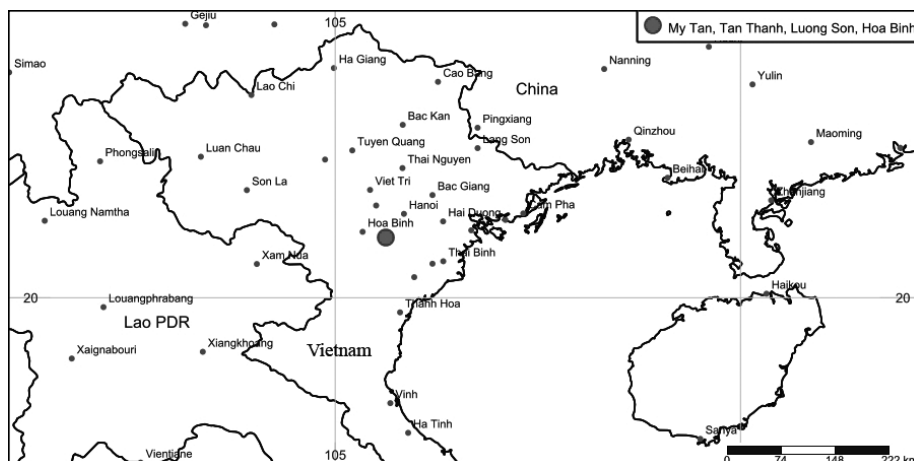 Gejiu
105
My Tan, Tan Thanh, Luong Son, Hoa Binh
Simao
Ha Giang
Nanning
Cao Bang
Yulin
China
Lao Chi
Bac Kan
Pingxiang
Qinzhou
Maoming
Lang Son
Tuyen Quang
Phongsalin
Luan Chau
Thai Nguyen
Beihai
Son La
Viet Tri
Bac Giang
Zhanjiang
Louang Namtha
Hanoi
Hai Duong
Cam Pha
Hoa Binh
Xam Nua
Thai Binh
Haikou
20
20
Louangphrabang
Thanh Hoa
Lao PDR
Xiangkhoang
Vietnam
Xaignabouri
Vinh
Ha Tinh
Sanya
Vientiane
105
0 74 148 222 km